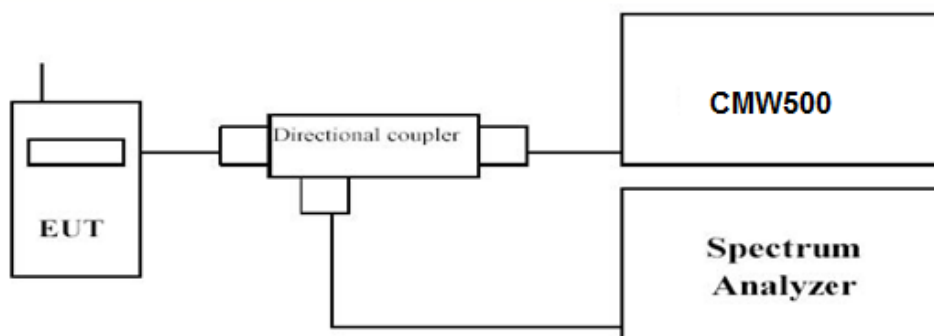 CMW500
Directional coupler
EUT
Spectrum
Analyzer